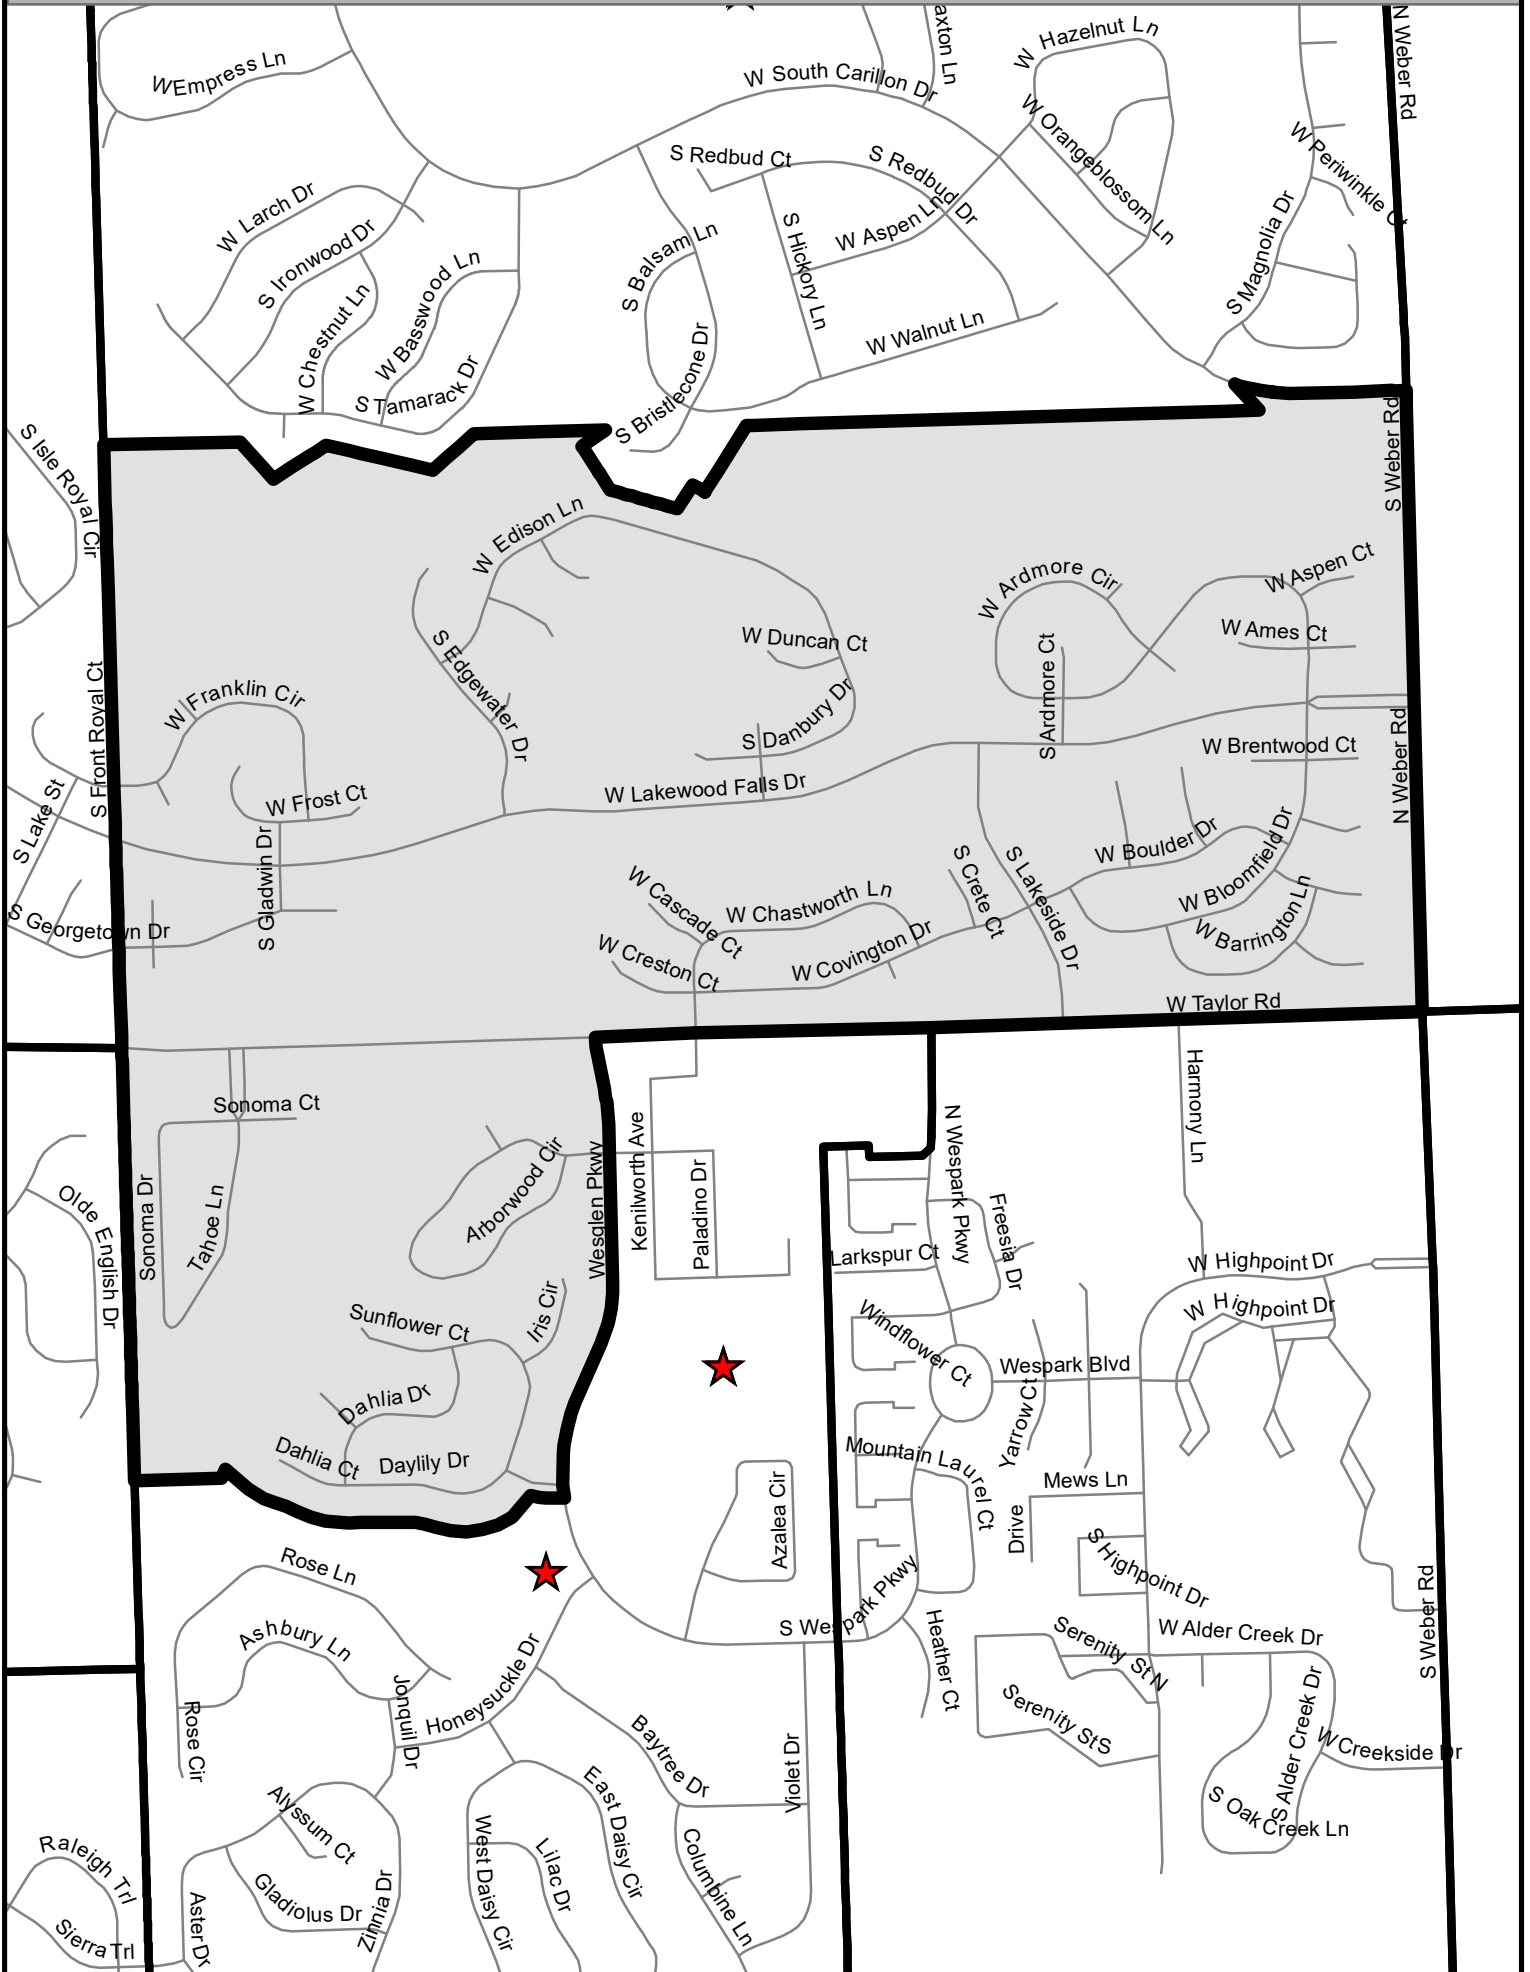 axton Ln
N Weber Rd
W Hazelnut Ln
W Empress Ln
W South Carillon Dr
W Orangeblossom Ln
W Periwinkle Ct
S Redbud Ct
S Redbud Dr
W Larch Dr
S Ironwood Dr
W Aspen Ln
S Hickory Ln
S Balsam Ln
S Magnolia Dr
W Basswood Ln
W Chestnut Ln
W Walnut Ln
S Tamarack Dr
S Bristlecone Dr
S Weber Rd
S Isle Royal Cir
W Edison Ln
W Ardmore Cir
W Aspen Ct
W Ames Ct
W Duncan Ct
S Edgewater Dr
S Ardmore Ct
S Front Royal Ct
W Franklin Cir
S Danbury Dr
N Weber Rd
W Brentwood Ct
W Lakewood Falls Dr
W Frost Ct
S Lake St
S Gladwin Dr
W Boulder Dr
W Bloomfield Dr
S Crete Ct
S Lakeside Dr
W Cascade Ct
W Chastworth Ln
W Barrington Ln
S Georgetown Dr
W Creston Ct
W Covington Dr
W Taylor Rd
Sonoma Ct
Harmony Ln
Kenilworth Ave
N Wespark Pkwy
Arborwood Cir
Wesglen Pkwy
Paladino Dr
Sonoma Dr
Tahoe Ln
Olde English Dr
Freesia Dr
Larkspur Ct
W Highpoint Dr
W Highpoint Dr
Iris Cir
Sunflower Ct
Windflower Ct
Wespark Blvd
Yarrow Ct
Dahlia Dr
Dahlia Ct
Daylily Dr
Mountain Laurel Ct
Mews Ln
Azalea Cir
Drive
S Highpoint Dr
Rose Ln
S Wespark Pkwy
S Weber Rd
Ashbury Ln
Heather Ct
Serenity St N
W Alder Creek Dr
Honeysuckle Dr
Jonquil Dr
Rose Cir
Serenity St S
S Alder Creek Dr
W Creekside Dr
Baytree Dr
Violet Dr
East Daisy Cir
Alyssum Ct
S Oak Creek Ln
Raleigh Trl
West Daisy Cir
Lilac Dr
Columbine Ln
Gladiolus Dr
Zinnia Dr
Aster Dr
Sierra Trl